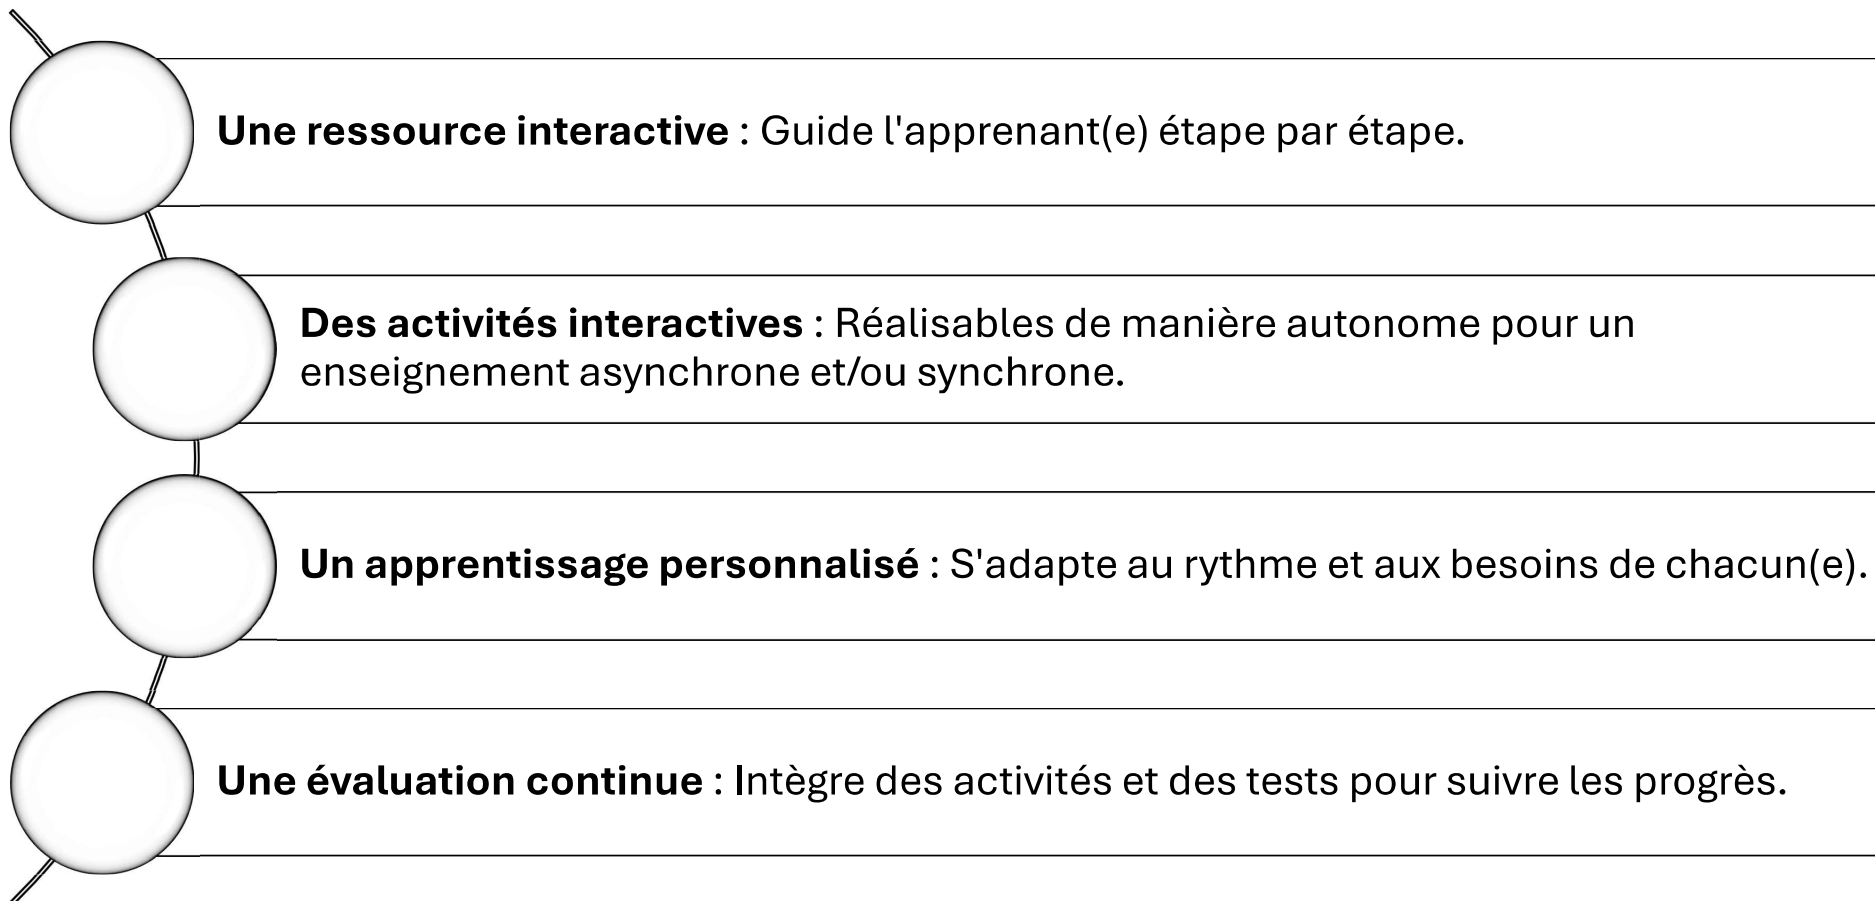 Une ressource interactive : Guide l'apprenant(e) étape par étape.
Des activités interactives : Réalisables de manière autonome pour un
enseignement asynchrone et/ou synchrone.
Un apprentissage personnalisé : S'adapte au rythme et aux besoins de chacun(e).
Une évaluation continue : Intègre des activités et des tests pour suivre les progrès.